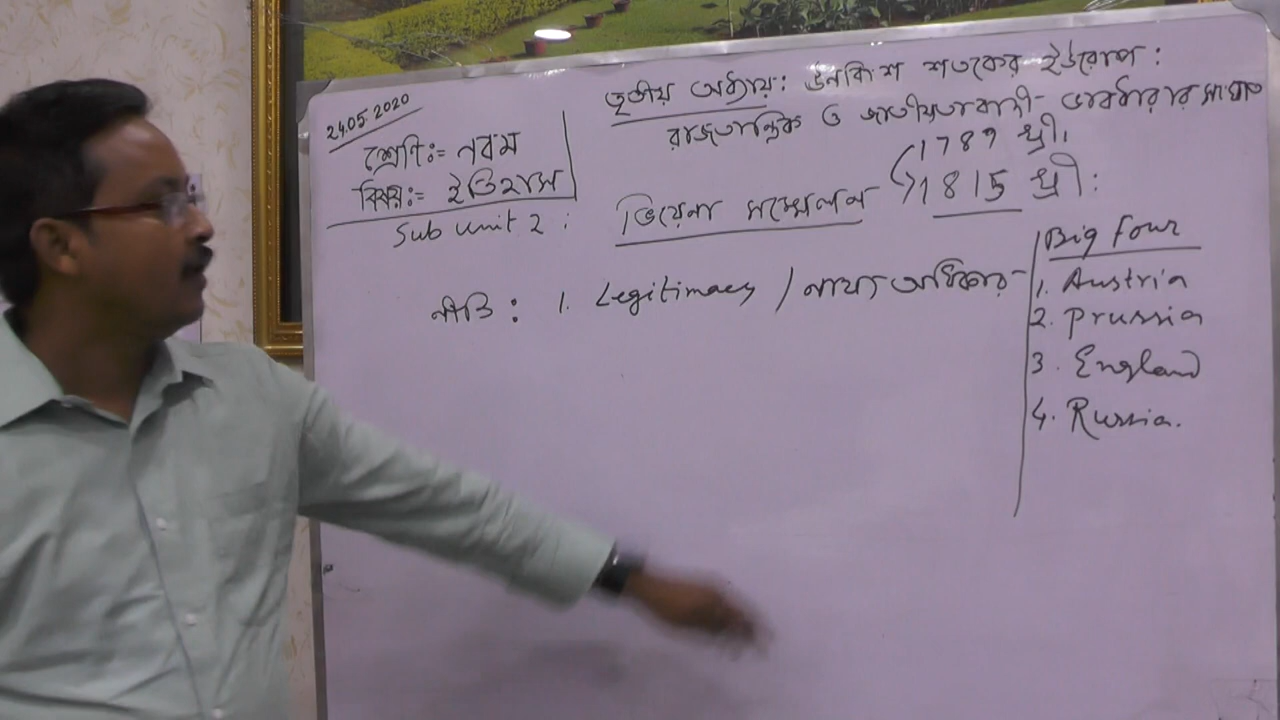 24.05.2020
তৃতীয় অধ্যায়: ঊনবিংশ শতকের ইউরোপ:
রাজতান্ত্রিক ও জাতীয়তাবাদী- ভাবধারার সংঘাত
শ্রেণি:= নবম
বিষয়:= ইতিহাস
1789 খ্রী.
Sub unit 2 : ভিয়েনা সম্মেলন 1815 খ্রী:
নীতি : 1. Legitimacy / ন্যায্য অধিকার-
Big Four
1. Austria
2. Prussia
3. England
4. Russia.